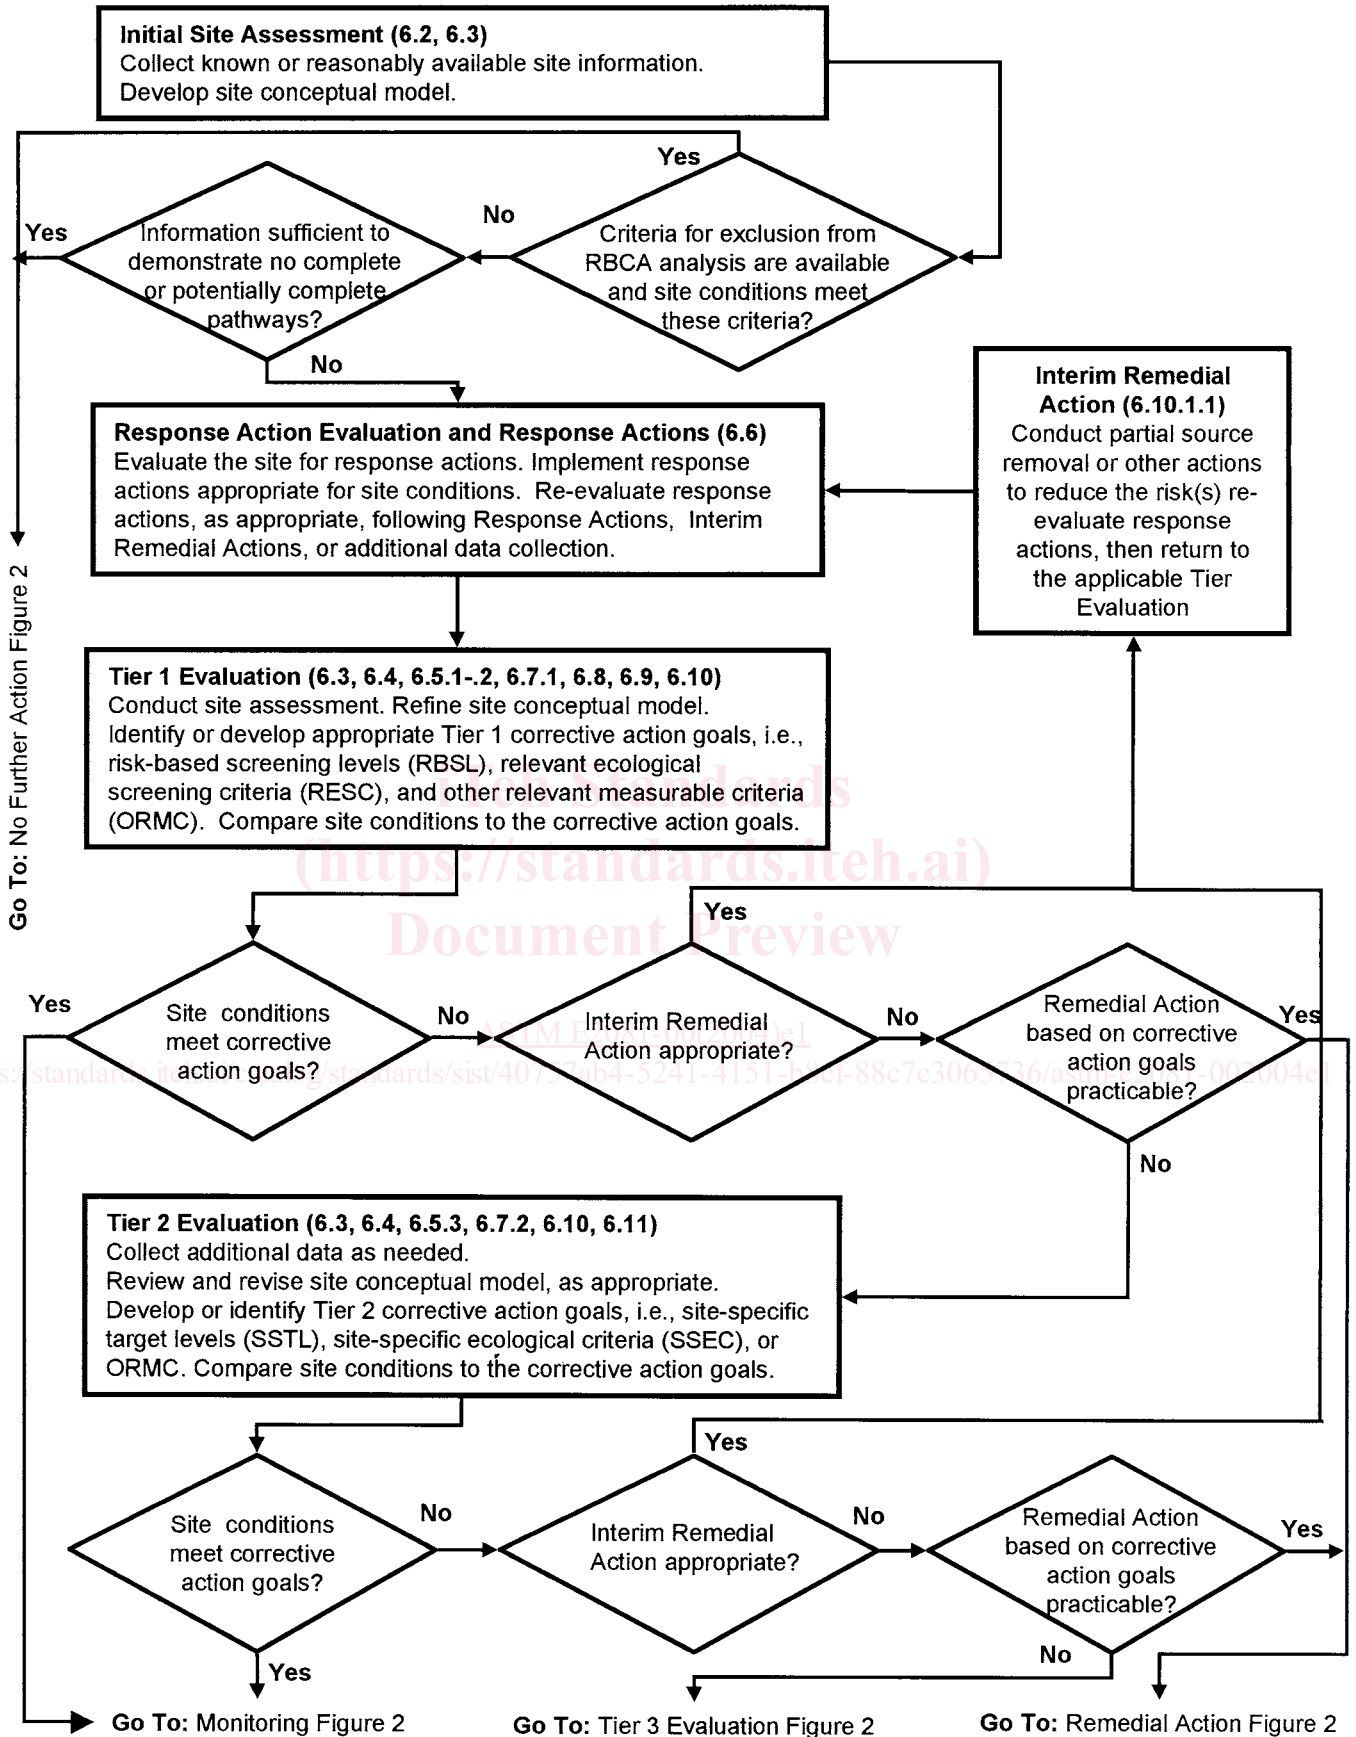 Initial Site Assessment (6.2, 6.3)
Collect known or reasonably available site information.
Develop site conceptual model.
Yes
No
Yes
Information sufficient to
demonstrate no complete
or potentially complete
pathways?
Criteria for exclusion from
RBCA analysis are available
and site conditions meet
these criteria?
No
Interim Remedial
Action (6.10.1.1)
Conduct partial source
removal or other actions
to reduce the risk(s) re-
evaluate response
actions, then return to
the applicable Tier
Evaluation
Response Action Evaluation and Response Actions (6.6)
Evaluate the site for response actions. Implement response
actions appropriate for site conditions. Re-evaluate response
actions, as appropriate, following Response Actions, Interim
Remedial Actions, or additional data collection.
Go To: No Further Action Figure 2
Tier 1 Evaluation (6.3, 6.4, 6.5.1-.2, 6.7.1, 6.8, 6.9, 6.10)
Conduct site assessment. Refine site conceptual model.
Identify or develop appropriate Tier 1 corrective action goals, i.e.,
risk-based screening levels (RBSL), relevant ecological
screening criteria (RESC), and other relevant measurable criteria
(ORMC). Compare site conditions to the corrective action goals.
iTeh Standards
(https://standards.iteh.ai)
Document Preview
Yes
Yes
Site conditions
meet corrective
action goals?
No
Interim Remedial
Action appropriate?
No
Remedial Action
based on corrective
action goals
practicable?
Yes
No
Tier 2 Evaluation (6.3, 6.4, 6.5.3, 6.7.2, 6.10, 6.11)
Collect additional data as needed.
Review and revise site conceptual model, as appropriate.
Develop or identify Tier 2 corrective action goals, i.e., site-specific
target levels (SSTL), site-specific ecological criteria (SSEC), or
ORMC. Compare site conditions to the corrective action goals.
Yes
Site conditions
meet corrective
action goals?
No
Interim Remedial
Action appropriate?
No
Remedial Action
based on corrective
action goals
practicable?
Yes
No
Yes
Go To: Monitoring Figure 2
Go To: Tier 3 Evaluation Figure 2
Go To: Remedial Action Figure 2